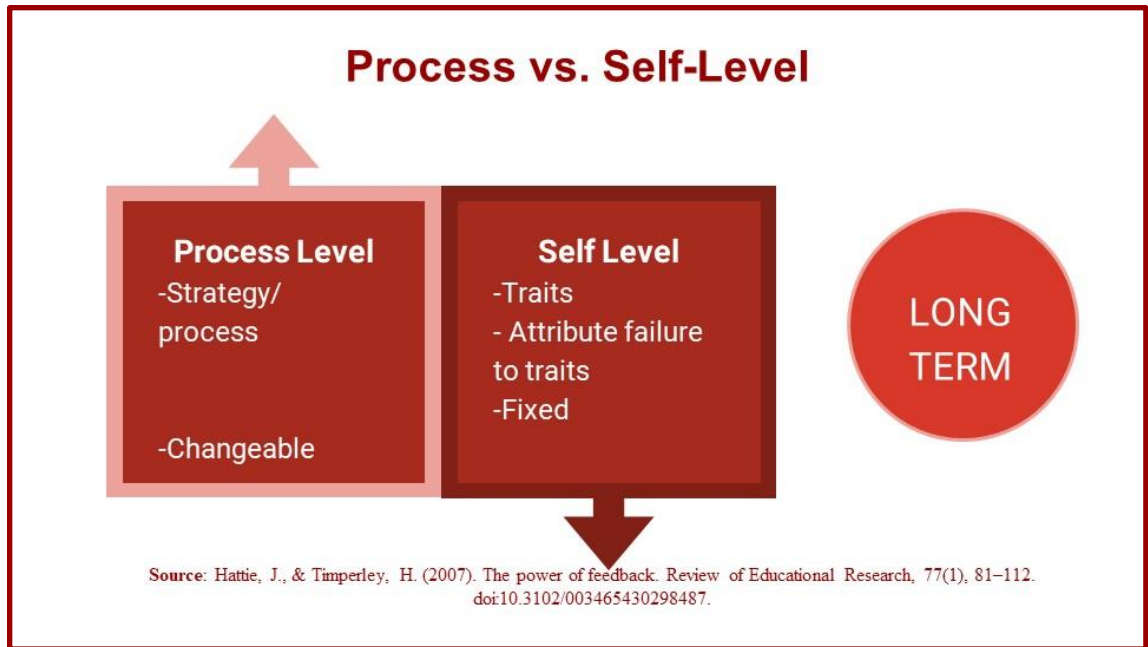 Process vs. Self-Level
Process Level
-Strategy/
process
-Changeable
Self Level
-Traits
- Attribute failure
to traits
-Fixed
LONG
TERM
Source: Hattie, J., & Timperley, H. (2007). The power of feedback. Review of Educational Research, 77(1), 81–112.
doi:10.3102/003465430298487.